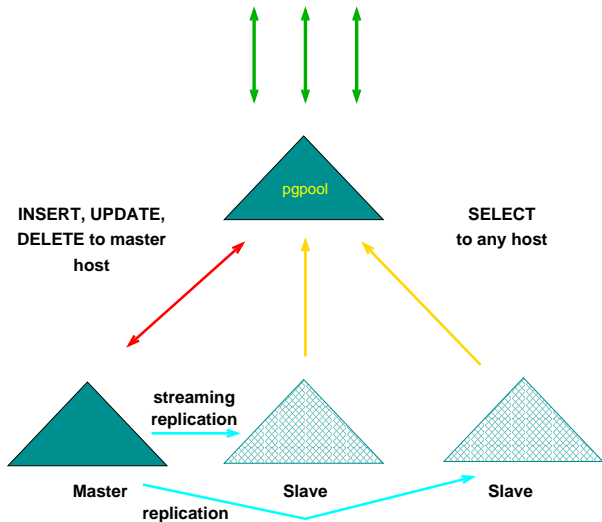 pgpool
INSERT, UPDATE,
DELETE to master
host
SELECT
to any host
streaming
replication
Master
Slave
Slave
replication